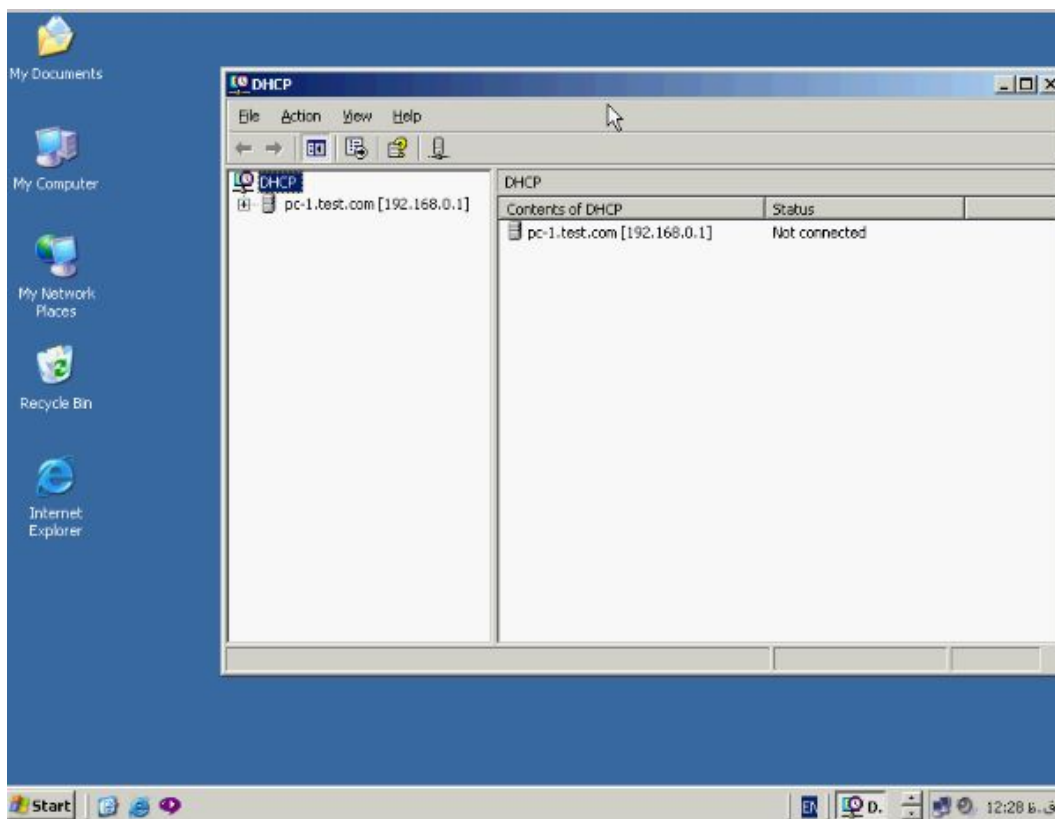 My Documents
My Computer
My Network
Places
Recycle Bin
Internet
Explorer
DHCP
File Action View Help
DHCP
pc-1.test.com [192.168.0.1]
DHCP
Contents of DHCP Status
pc-1.test.com [192.168.0.1] Not connected
Start
EN
D.
12:28 ق.ظ